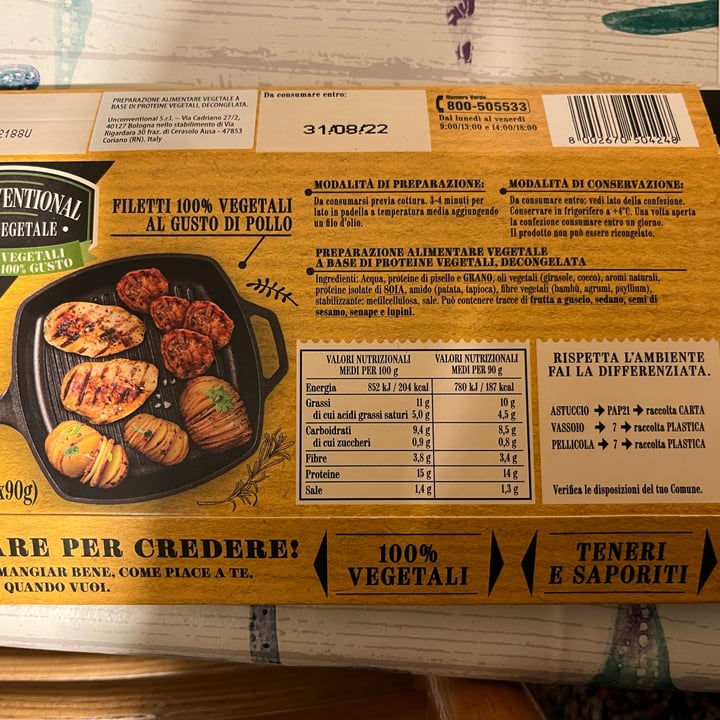 2188U
PREPARAZIONE ALIMENTARE VEGETALE A
BASE DI PROTEINE VEGETALI, DECONGELATA.
Unconventional S.r.l. – Via Cadriano 27/2,
40127 Bologna nello stabilimento di Via
Rigardara 30 fraz. di Cerasolo Ausa - 47853
Coriano (RN). Italy
Da consumare entro:
31/08/22
Numero Verde
800-505533
Dal lunedì al venerdì
9:00/13:00 e 14:00/18:00
8 002670 504248
VENTIONAL
VEGETALE
VEGETALI
100% GUSTO
FILETTI 100% VEGETALI
AL GUSTO DI POLLO
MODALITÀ DI PREPARAZIONE:
Da consumarsi previa cottura. 3-4 minuti per
lato in padella a temperatura media aggiungendo
un filo d'olio.
MODALITÀ DI CONSERVAZIONE:
Da consumare entro: vedi lato della confezione.
Conservare in frigorifero a +4°C. Una volta aperta
la confezione consumare entro un giorno.
Il prodotto non può essere ricongelato.
PREPARAZIONE ALIMENTARE VEGETALE
A BASE DI PROTEINE VEGETALI, DECONGELATA
Ingredienti: Acqua, proteine di pisello e GRANO, oli vegetali (girasole, cocco), aromi naturali,
proteine isolate di SOIA, amido (patata, tapioca), fibre vegetali (bambù, agrumi, psyllium),
stabilizzante: metilcellulosa, sale. Può contenere tracce di frutta a guscio, sedano, semi di
sesamo, senape e lupini.
VALORI NUTRIZIONALI MEDI PER 100 g VALORI NUTRIZIONALI MEDI PER 90 g
Energia 852 kJ / 204 kcal 780 kJ / 187 kcal
Grassi 11 g 10 g
di cui acidi grassi saturi 5,0 g 4,5 g
Carboidrati 9,4 g 8,5 g
di cui zuccheri 0,9 g 0,8 g
Fibre 3,8 g 3,4 g
Proteine 15 g 14 g
Sale 1,4 g 1,3 g
RISPETTA L'AMBIENTE
FAI LA DIFFERENZIATA.
ASTUCCIO → PAP21 → raccolta CARTA
VASSOIO → 7 → raccolta PLASTICA
PELLICOLA → 7 → raccolta PLASTICA
Verifica le disposizioni del tuo Comune.
x90g)
ARE PER CREDERE!
MANGIAR BENE, COME PIACE A TE,
QUANDO VUOI.
100%
VEGETALI
TENERI
E SAPORITI